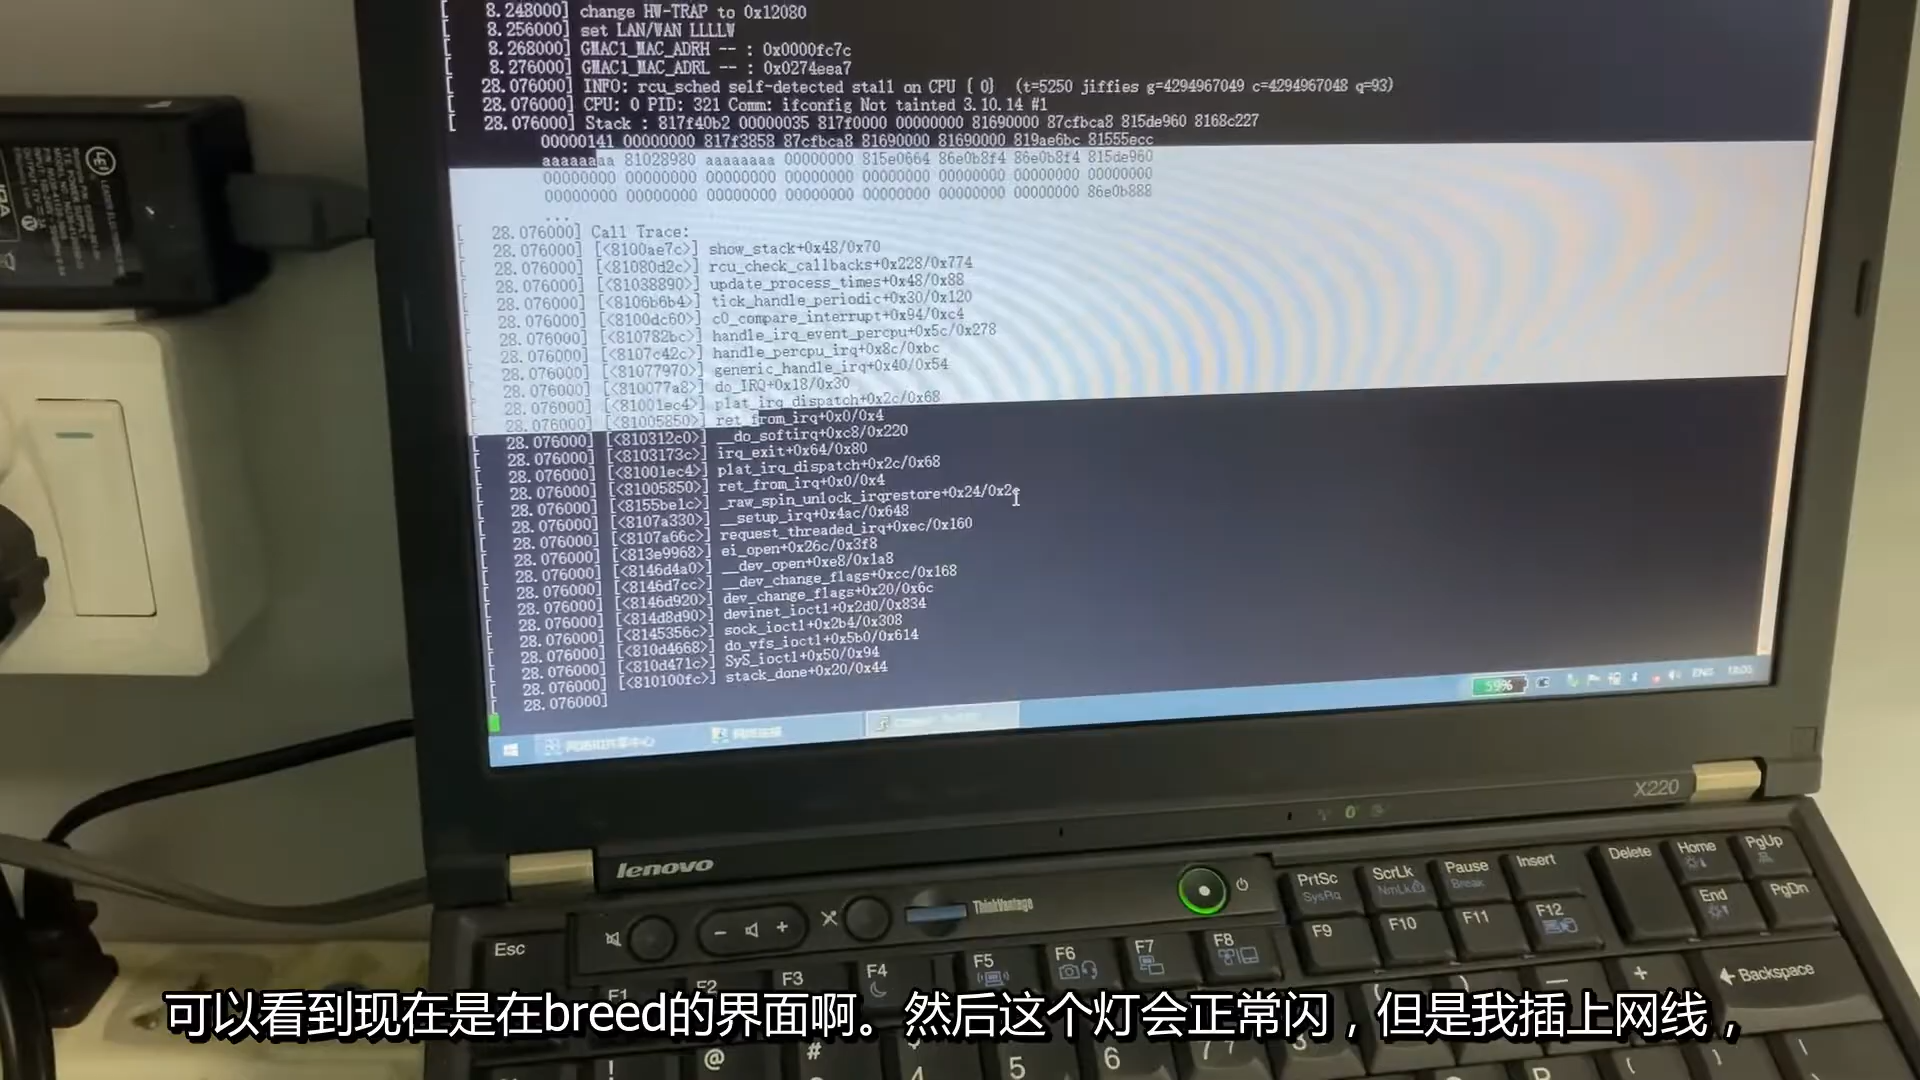 [ 8.248000] change HW-TRAP to 0x12080
[ 8.256000] set LAN/WAN LLLLW
[ 8.268000] GMAC1_MAC_ADRH -- : 0x0000fc7c
[ 8.276000] GMAC1_MAC_ADRL -- : 0x0274eea7
[ 28.076000] INFO: rcu_sched self-detected stall on CPU { 0} (t=5250 jiffies g=4294967049 c=4294967048 q=93)
[ 28.076000] CPU: 0 PID: 321 Comm: ifconfig Not tainted 3.10.14 #1
[ 28.076000] Stack : 817f40b2 00000035 817f0000 00000000 81690000 87cfbca8 815de960 8168c227
00000141 00000000 817f3858 87cfbca8 81690000 81690000 819ae6bc 81555ecc
aaaaaaaa 81028980 aaaaaaaa 00000000 815e0664 86e0b8f4 86e0b8f4 815de960
00000000 00000000 00000000 00000000 00000000 00000000 00000000 00000000
00000000 00000000 00000000 00000000 00000000 00000000 00000000 86e0b888
...
[ 28.076000] Call Trace:
[ 28.076000] [<8100ae7c>] show_stack+0x48/0x70
[ 28.076000] [<81080d2c>] rcu_check_callbacks+0x228/0x774
[ 28.076000] [<81038890>] update_process_times+0x48/0x88
[ 28.076000] [<8106b6b4>] tick_handle_periodic+0x30/0x120
[ 28.076000] [<8100dc60>] c0_compare_interrupt+0x94/0xc4
[ 28.076000] [<810782bc>] handle_irq_event_percpu+0x5c/0x278
[ 28.076000] [<8107c42c>] handle_percpu_irq+0x8c/0xbc
[ 28.076000] [<81077970>] generic_handle_irq+0x40/0x54
[ 28.076000] [<810077a8>] do_IRQ+0x18/0x30
[ 28.076000] [<81001ec4>] plat_irq_dispatch+0x2c/0x68
[ 28.076000] [<81005850>] ret_from_irq+0x0/0x4
[ 28.076000] [<810312c0>] __do_softirq+0xc8/0x220
[ 28.076000] [<8103173c>] irq_exit+0x64/0x80
[ 28.076000] [<81001ec4>] plat_irq_dispatch+0x2c/0x68
[ 28.076000] [<81005850>] ret_from_irq+0x0/0x4
[ 28.076000] [<8155be1c>] _raw_spin_unlock_irqrestore+0x24/0x2c
[ 28.076000] [<8107a330>] __setup_irq+0x4ac/0x648
[ 28.076000] [<8107a66c>] request_threaded_irq+0xec/0x160
[ 28.076000] [<813e9968>] ei_open+0x26c/0x3f8
[ 28.076000] [<8146d4a0>] __dev_open+0xe8/0x1a8
[ 28.076000] [<8146d7cc>] __dev_change_flags+0xcc/0x168
[ 28.076000] [<8146d920>] dev_change_flags+0x20/0x6c
[ 28.076000] [<814d8d90>] devinet_ioctl+0x2d0/0x834
[ 28.076000] [<8145356c>] sock_ioctl+0x2b4/0x308
[ 28.076000] [<810d4668>] do_vfs_ioctl+0x5b0/0x614
[ 28.076000] [<810d471c>] SyS_ioctl+0x50/0x94
[ 28.076000] [<810100fc>] stack_done+0x20/0x44
[ 28.076000]
59%
ENG
X220
lenovo
ThinkVantage
PrtSc
SysRq
ScrLk
NmLk
Pause
Break
Insert
Delete
Home
PgUp
End
PgDn
Esc
F1
F2
F3
F4
F5
F6
F7
F8
F9
F10
F11
F12
Backspace
可以看到现在是在breed的界面啊。然后这个灯会正常闪，但是我插上网线，
! @ # 4 5 6 7